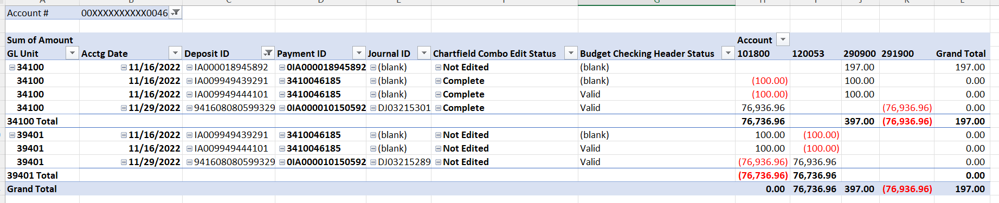 A B C D E F G H I J K L
Account # 00XXXXXXXXXX0046
Sum of Amount Account
GL Unit Acctg Date Deposit ID Payment ID Journal ID Chartfield Combo Edit Status Budget Checking Header Status 101800 120053 290900 291900 Grand Total
34100 11/16/2022 IA000018945892 0IA000018945892 (blank) Not Edited (blank) 197.00 197.00
34100 11/16/2022 IA009949439291 3410046185 (blank) Complete (blank) (100.00) 100.00 0.00
34100 11/16/2022 IA009949444101 3410046185 (blank) Complete Valid (100.00) 100.00 0.00
34100 11/29/2022 941608080599329 0IA000010150592 DJ03215301 Complete Valid 76,936.96 (76,936.96) 0.00
34100 Total 76,736.96 397.00 (76,936.96) 197.00
39401 11/16/2022 IA009949439291 3410046185 (blank) Not Edited (blank) 100.00 (100.00) 0.00
39401 11/16/2022 IA009949444101 3410046185 (blank) Not Edited Valid 100.00 (100.00) 0.00
39401 11/29/2022 941608080599329 0IA000010150592 DJ03215289 Not Edited Valid (76,936.96) 76,936.96 0.00
39401 Total (76,736.96) 76,736.96 0.00
Grand Total 0.00 76,736.96 397.00 (76,936.96) 197.00